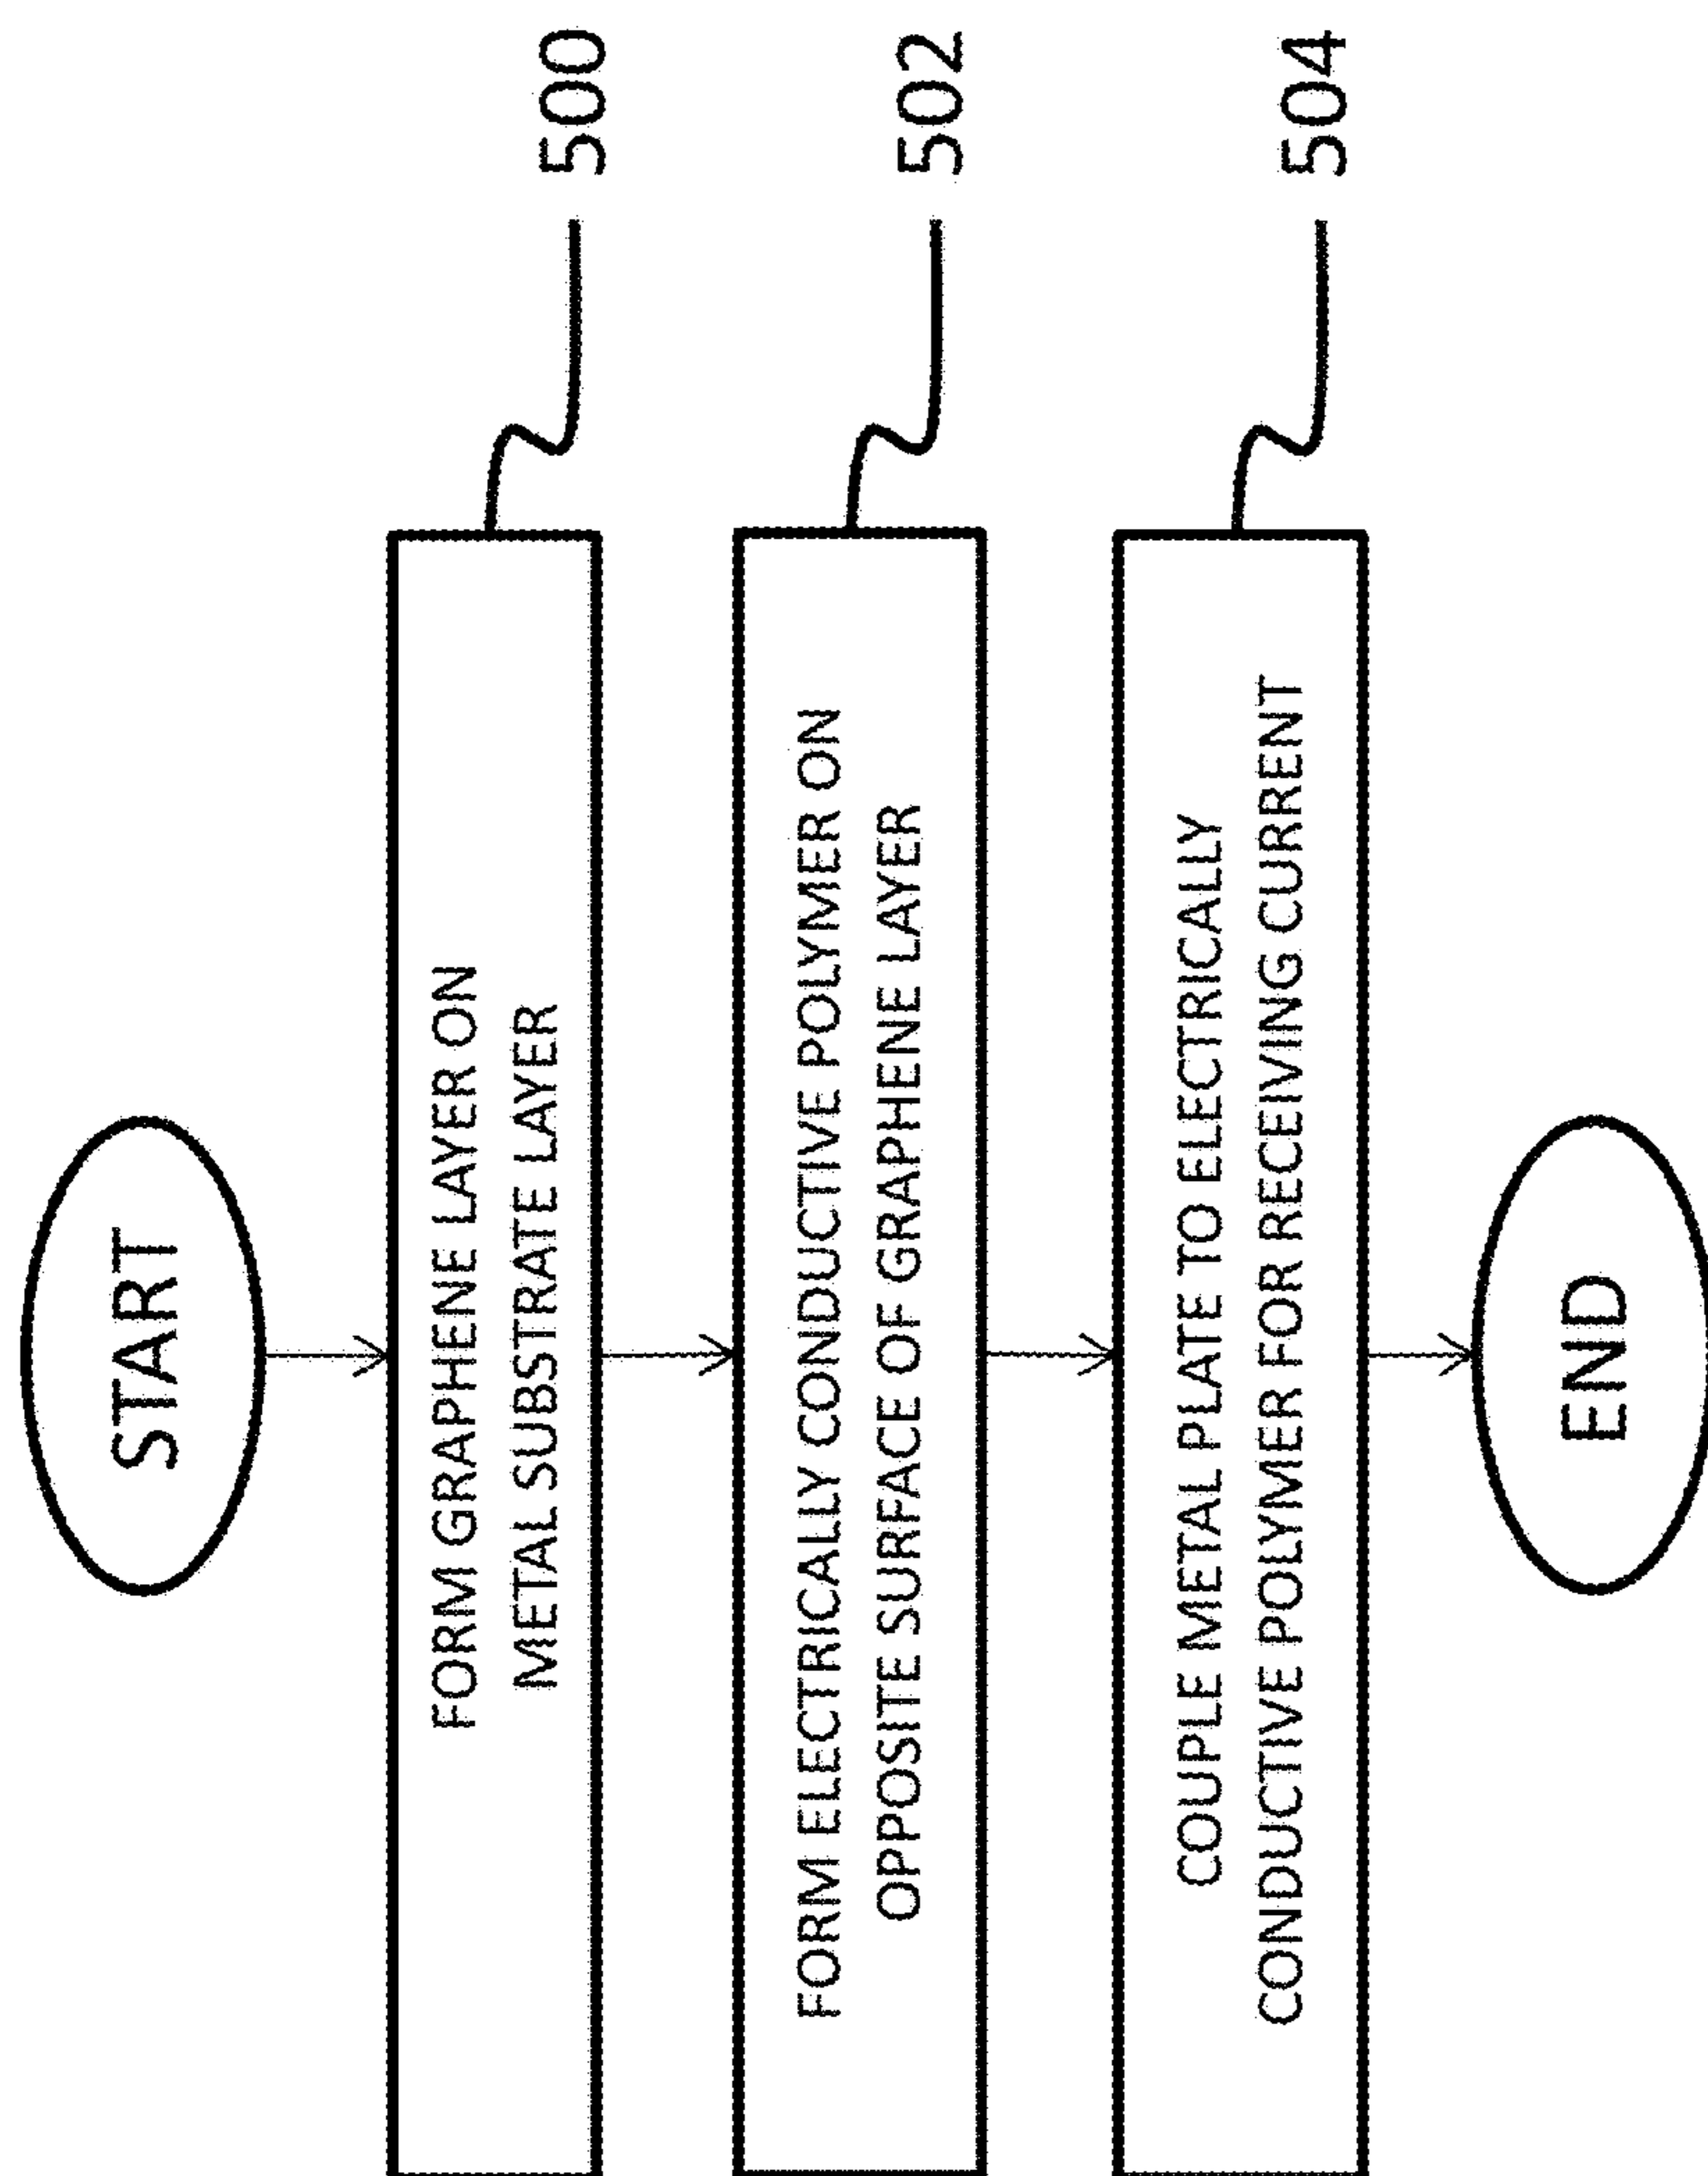 START
FORM GRAPHENE LAYER ON
METAL SUBSTRATE LAYER
500
FORM ELECTRICALLY CONDUCTIVE POLYMER ON
OPPOSITE SURFACE OF GRAPHENE LAYER
502
COUPLE METAL PLATE TO ELECTRICALLY
CONDUCTIVE POLYMER FOR RECEIVING CURRENT
504
END